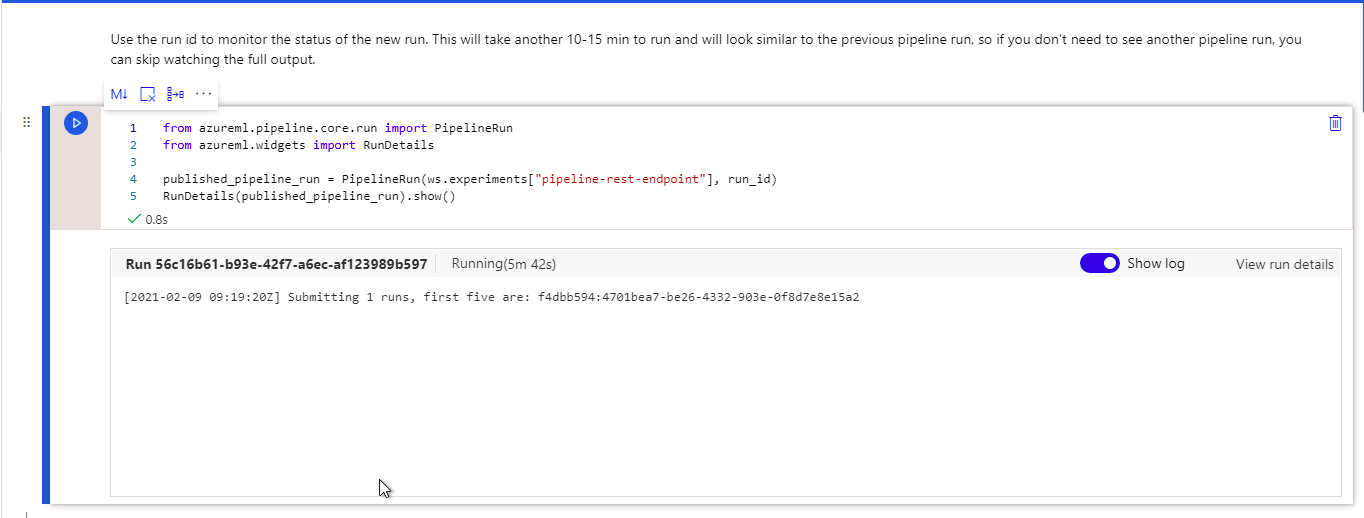 Use the run id to monitor the status of the new run. This will take another 10-15 min to run and will look similar to the previous pipeline run, so if you don't need to see another pipeline run, you
can skip watching the full output.
M↓ ···
1 from azureml.pipeline.core.run import PipelineRun
2 from azureml.widgets import RunDetails
3
4 published_pipeline_run = PipelineRun(ws.experiments["pipeline-rest-endpoint"], run_id)
5 RunDetails(published_pipeline_run).show()
0.8s
Run 56c16b61-b93e-42f7-a6ec-af123989b597 Running(5m 42s) Show log View run details
[2021-02-09 09:19:20Z] Submitting 1 runs, first five are: f4dbb594:4701bea7-be26-4332-903e-0f8d7e8e15a2